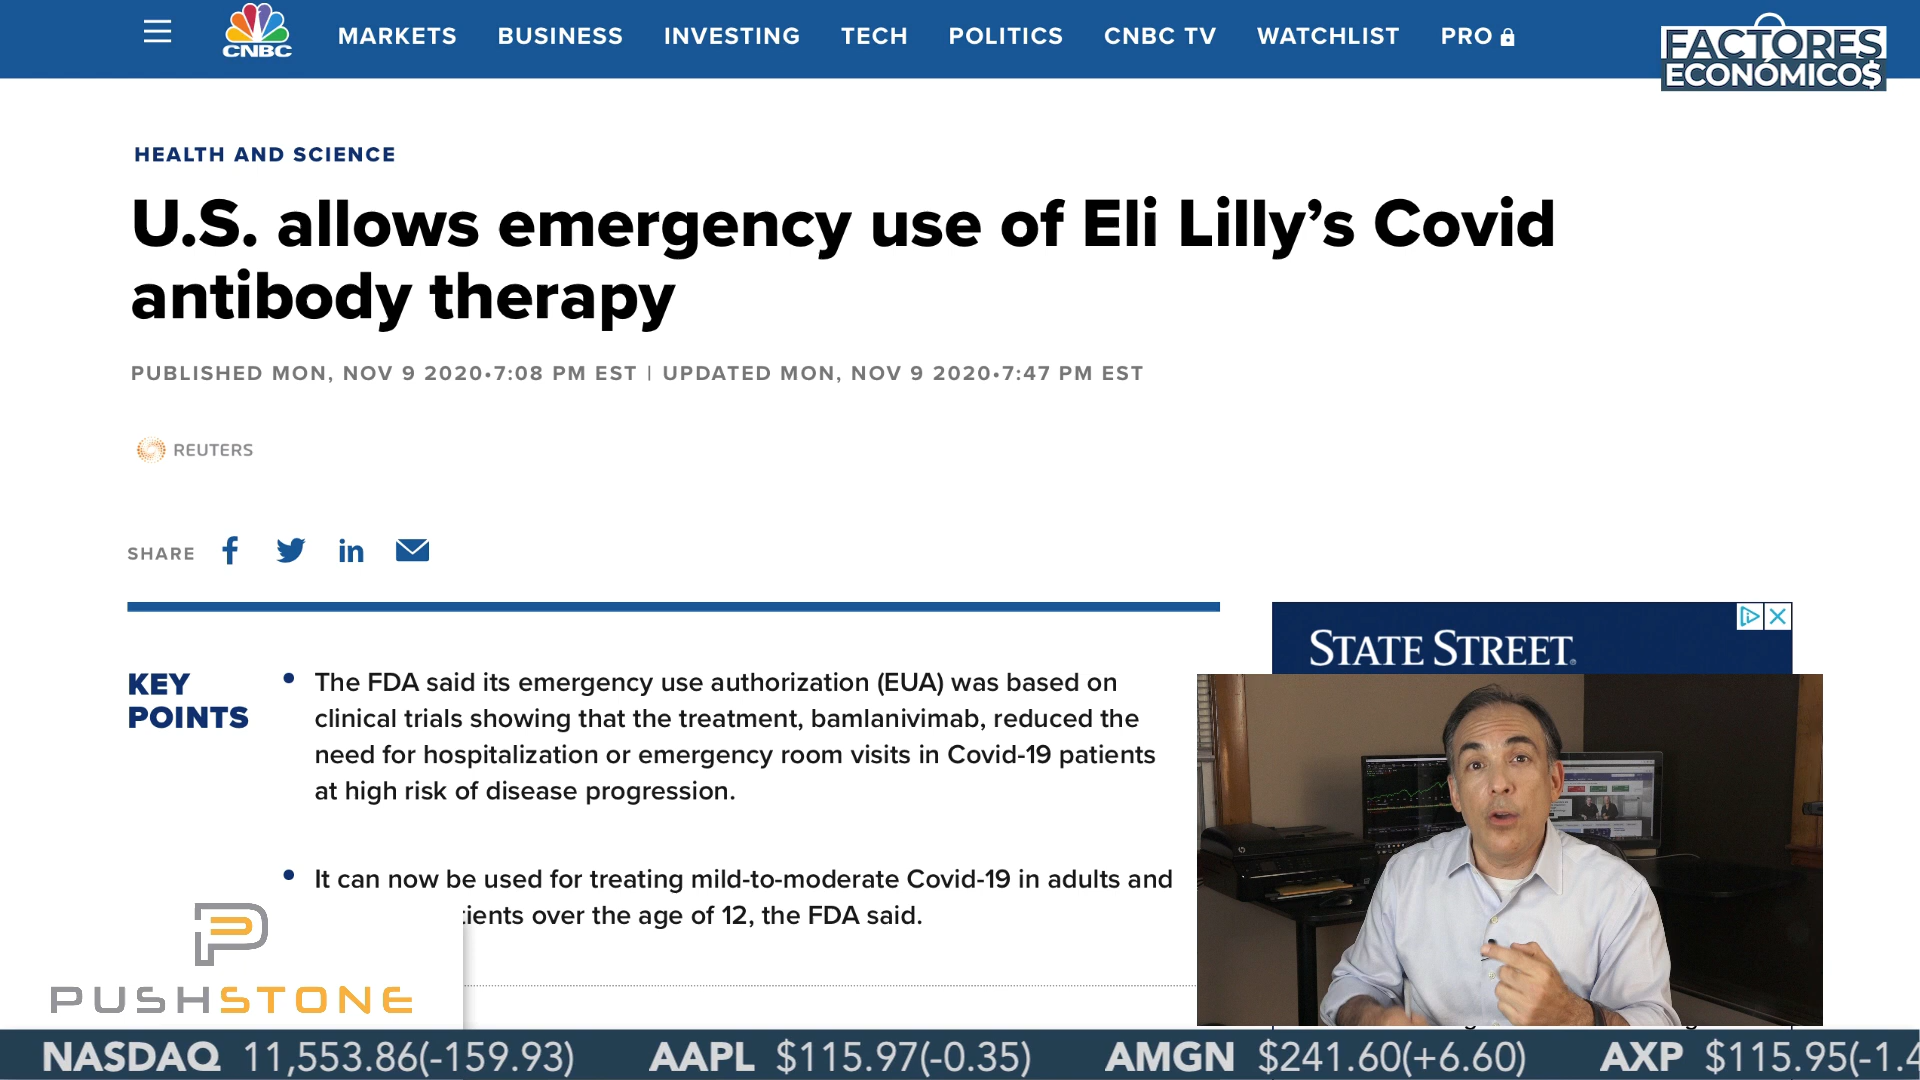 CNBC
MARKETS BUSINESS INVESTING TECH POLITICS CNBC TV WATCHLIST PRO
FACTORES
ECONÓMICO$
HEALTH AND SCIENCE
U.S. allows emergency use of Eli Lilly’s Covid
antibody therapy
PUBLISHED MON, NOV 9 2020•7:08 PM EST | UPDATED MON, NOV 9 2020•7:47 PM EST
REUTERS
SHARE
STATE STREET
KEY
POINTS
• The FDA said its emergency use authorization (EUA) was based on
clinical trials showing that the treatment, bamlanivimab, reduced the
need for hospitalization or emergency room visits in Covid-19 patients
at high risk of disease progression.
• It can now be used for treating mild-to-moderate Covid-19 in adults and
tients over the age of 12, the FDA said.
PUSHSTONE
NASDAQ 11,553.86(-159.93) AAPL $115.97(-0.35) AMGN $241.60(+6.60) AXP $115.95(-1.4